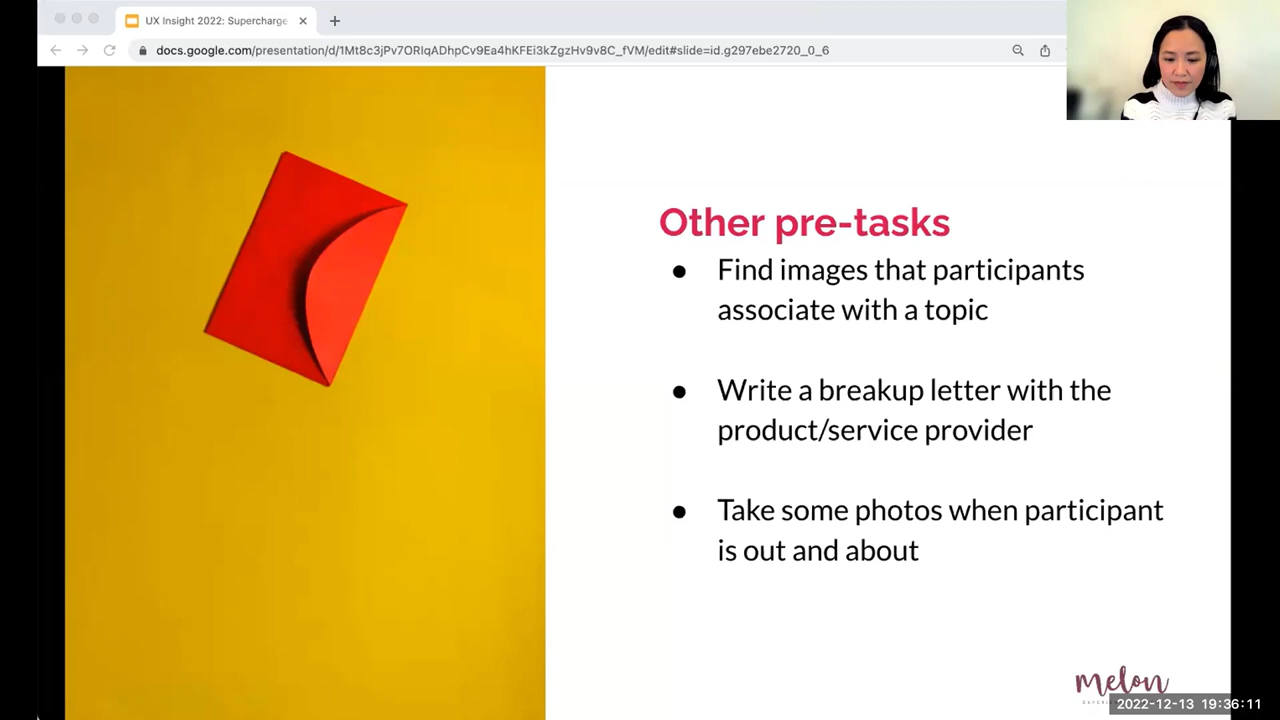 UX Insight 2022: Supercharge
docs.google.com/presentation/d/1Mt8c3jPv7ORIqADhpCv9Ea4hKFEi3kZgzHv9v8C_fVM/edit#slide=id.g297ebe2720_0_6
Other pre-tasks
● Find images that participants
associate with a topic
● Write a breakup letter with the
product/service provider
● Take some photos when participant
is out and about
melon
2022-12-13 19:36:11